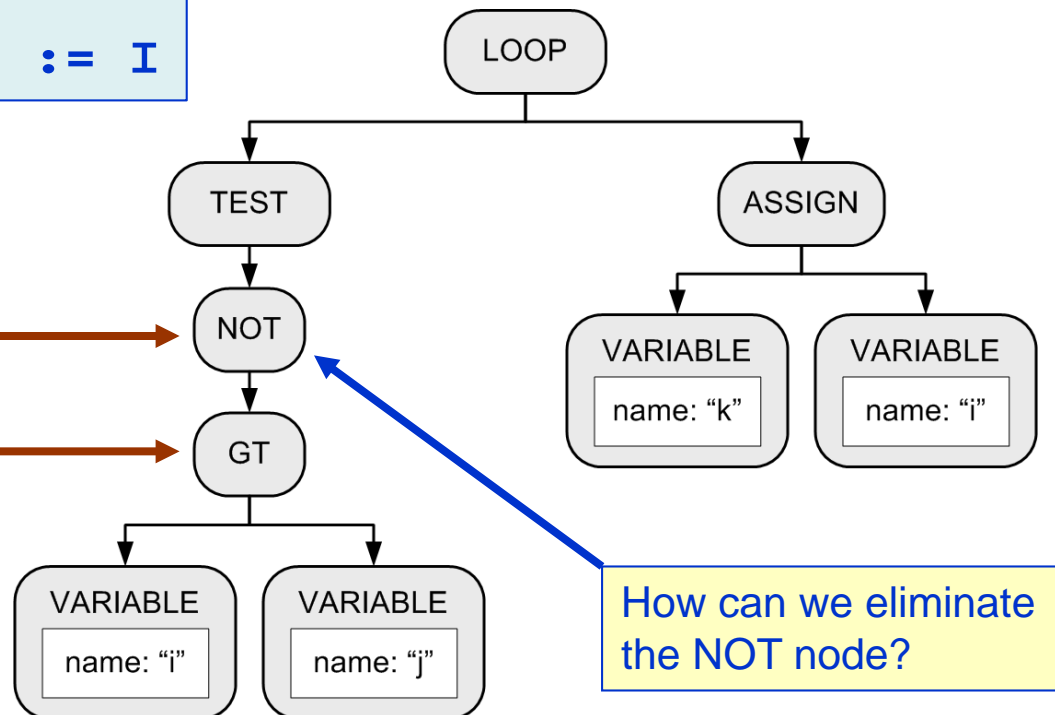 := I
LOOP
TEST
ASSIGN
NOT
VARIABLE
name: “k”
VARIABLE
name: “i”
GT
VARIABLE
name: “i”
VARIABLE
name: “j”
How can we eliminate
the NOT node?